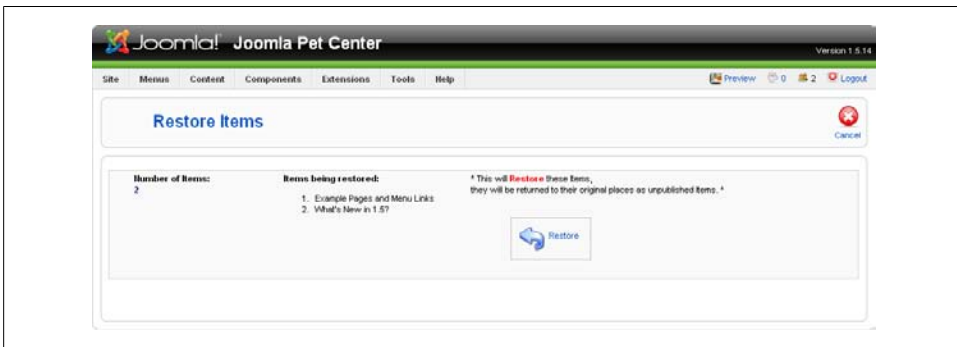 Joomla! Joomla Pet Center
Version 1.5.14
Site Menus Content Components Extensions Tools Help Preview 0 2 Logout
Restore Items
Cancel
Number of Items:
2
Items being restored:
1. Example Pages and Menu Links
2. What's New in 1.5?
* This will Restore these Items,
they will be returned to their original places as unpublished Items. *
Restore